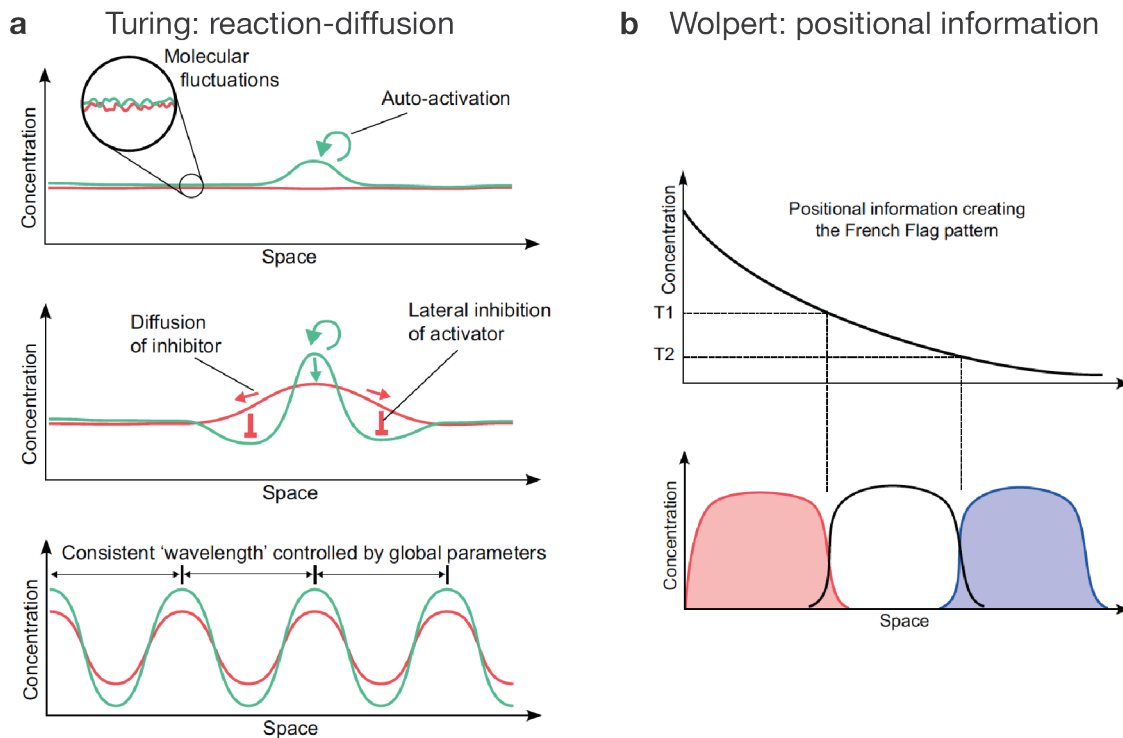 a Turing: reaction-diffusion
Molecular
fluctuations
Auto-activation
Concentration
Space
Diffusion
of inhibitor
Lateral inhibition
of activator
Concentration
Space
Consistent ‘wavelength’ controlled by global parameters
Concentration
Space
b Wolpert: positional information
Concentration
Positional information creating
the French Flag pattern
T1
T2
Concentration
Space